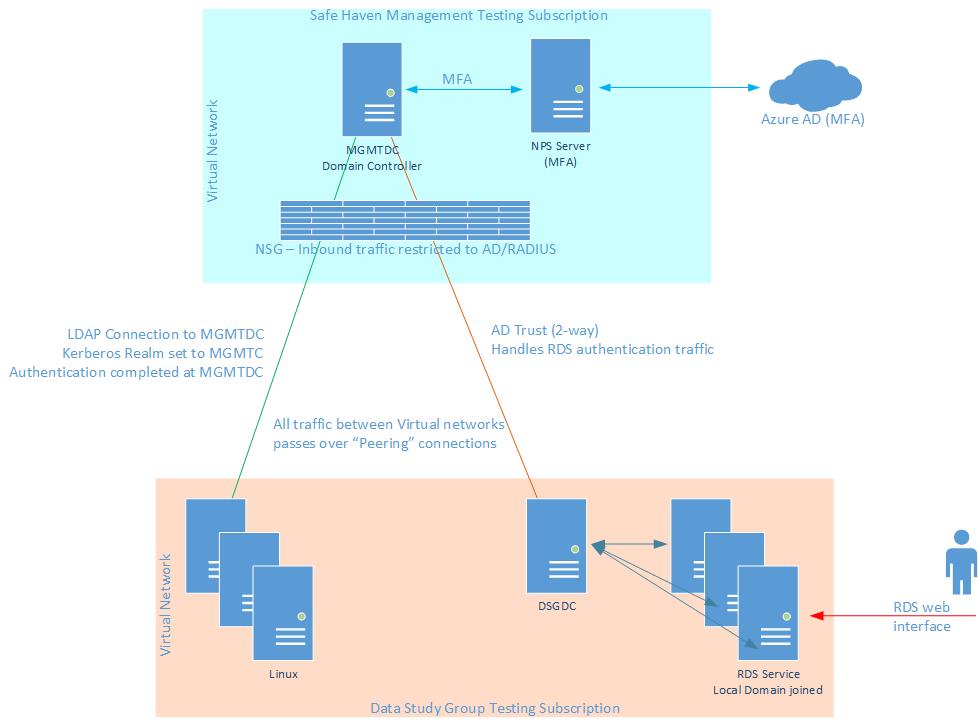 Safe Haven Management Testing Subscription
Virtual Network
MFA
MGMTDC
Domain Controller
NPS Server
(MFA)
Azure AD (MFA)
NSG – Inbound traffic restricted to AD/RADIUS
LDAP Connection to MGMTDC
Kerberos Realm set to MGMTC
Authentication completed at MGMTDC
AD Trust (2-way)
Handles RDS authentication traffic
All traffic between Virtual networks
passes over “Peering” connections
Virtual Network
Linux
DSGDC
RDS Service
Local Domain joined
RDS web
interface
Data Study Group Testing Subscription